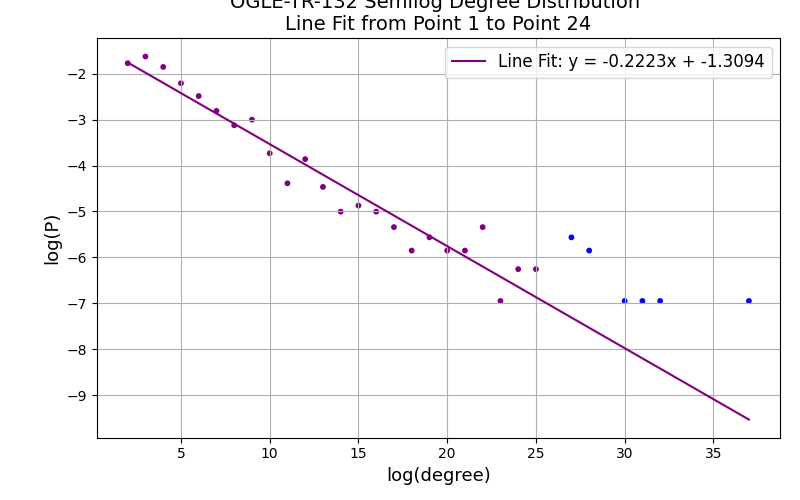 OGLE-TR-132 Semilog Degree Distribution
Line Fit from Point 1 to Point 24
Line Fit: y = -0.2223x + -1.3094
−2
−3
−4
−5
−6
−7
−8
−9
log(P)
5 10 15 20 25 30 35
log(degree)